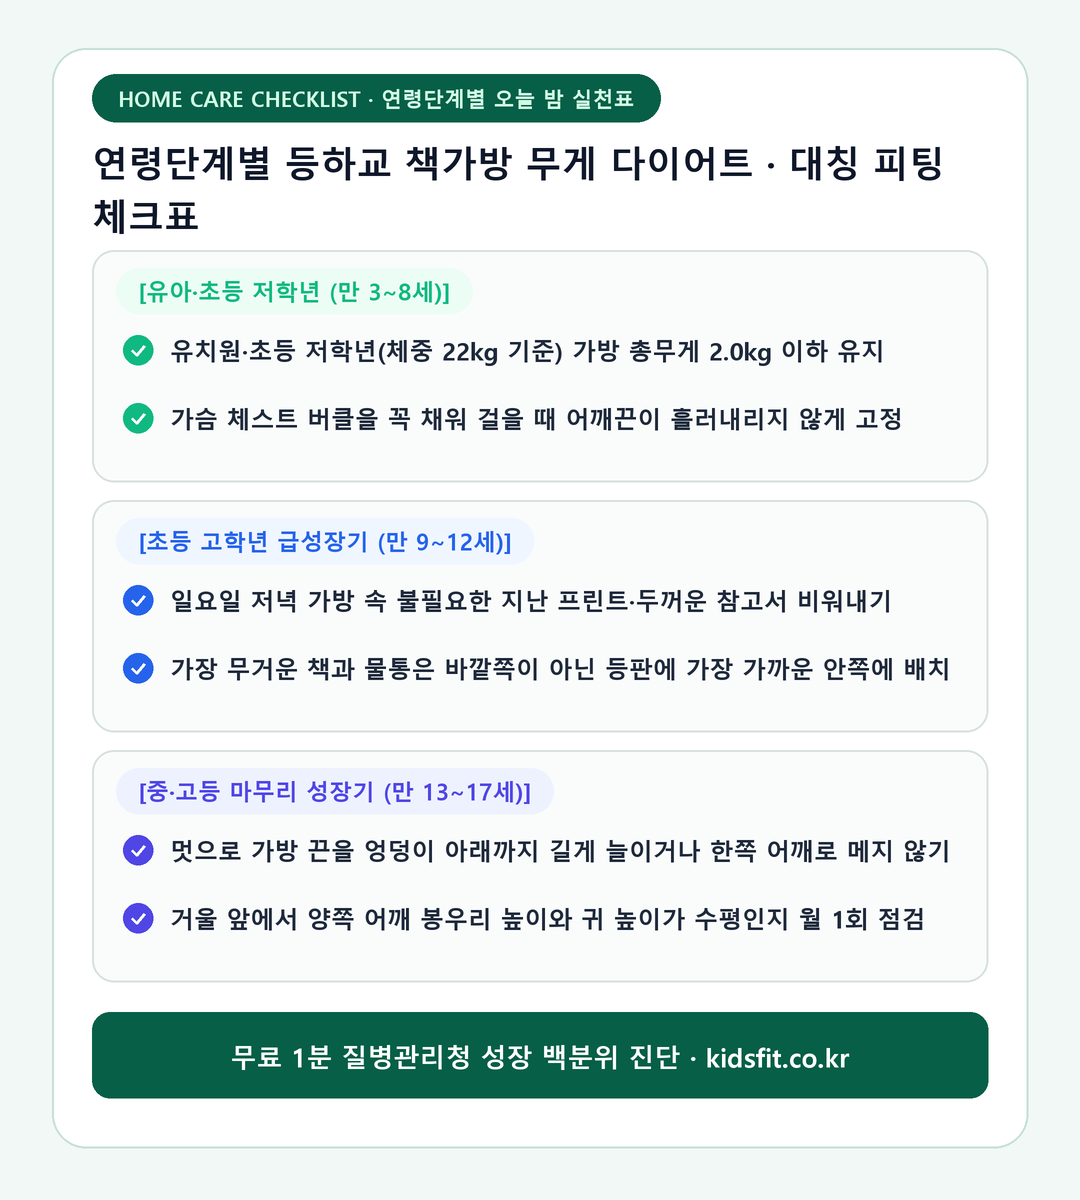 HOME CARE CHECKLIST · 연령단계별 오늘 밤 실천표
연령단계별 등하교 책가방 무게 다이어트 · 대칭 피팅
체크표
[유아·초등 저학년 (만 3~8세)]
유치원·초등 저학년(체중 22kg 기준) 가방 총무게 2.0kg 이하 유지
가슴 체스트 버클을 꼭 채워 걸을 때 어깨끈이 흘러내리지 않게 고정
[초등 고학년 급성장기 (만 9~12세)]
일요일 저녁 가방 속 불필요한 지난 프린트·두꺼운 참고서 비워내기
가장 무거운 책과 물통은 바깥쪽이 아닌 등판에 가장 가까운 안쪽에 배치
[중·고등 마무리 성장기 (만 13~17세)]
멋으로 가방 끈을 엉덩이 아래까지 길게 늘이거나 한쪽 어깨로 메지 않기
거울 앞에서 양쪽 어깨 봉우리 높이와 귀 높이가 수평인지 월 1회 점검
무료 1분 질병관리청 성장 백분위 진단 · kidsfit.co.kr